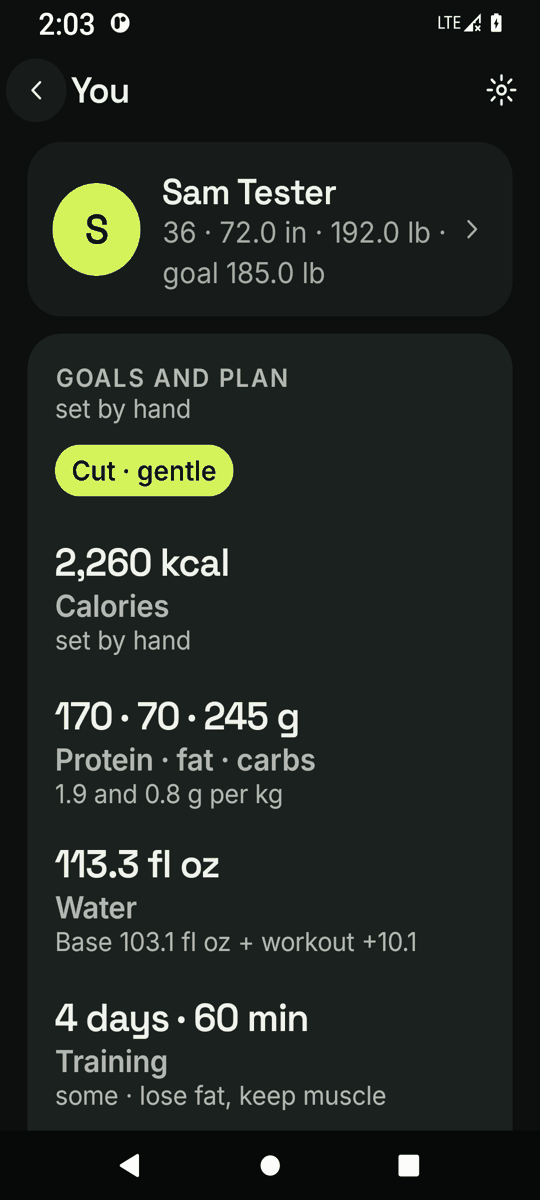 2:03
LTE
You
S
Sam Tester
36 · 72.0 in · 192.0 lb ·
goal 185.0 lb
GOALS AND PLAN
set by hand
Cut · gentle
2,260 kcal
Calories
set by hand
170 · 70 · 245 g
Protein · fat · carbs
1.9 and 0.8 g per kg
113.3 fl oz
Water
Base 103.1 fl oz + workout +10.1
4 days · 60 min
Training
some · lose fat, keep muscle